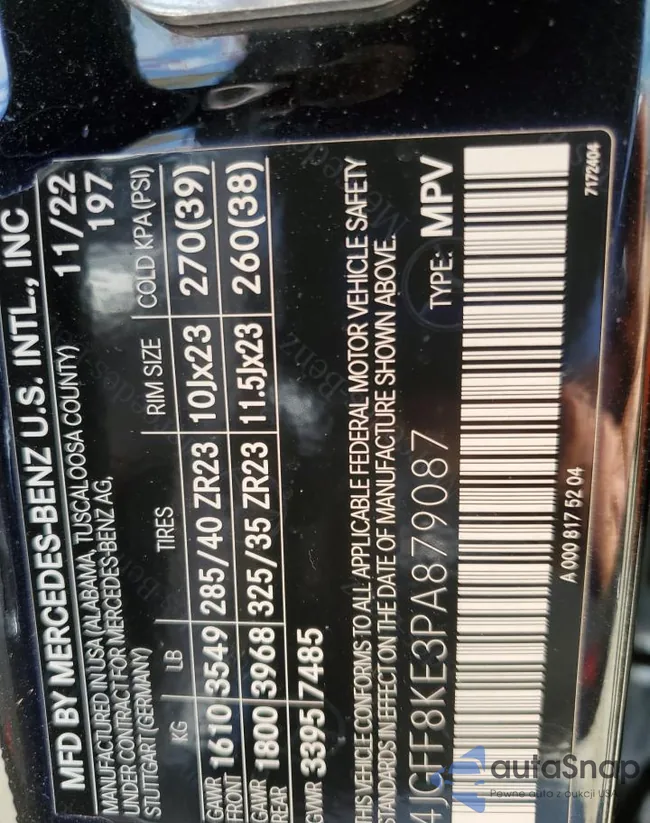 MFD BY MERCEDES-BENZ U.S. INTL., INC
MANUFACTURED IN USA (ALABAMA, TUSCALOOSA COUNTY) 11/22
UNDER CONTRACT FOR MERCEDES-BENZ AG, 197
STUTTGART (GERMANY)
KG LB TIRES RIM SIZE COLD KPA (PSI)
GAWR FRONT 1610 3549 285/40 ZR23 10Jx23 270(39)
GAWR REAR 1800 3968 325/35 ZR23 11.5Jx23 260(38)
GVWR 3395 7485
THIS VEHICLE CONFORMS TO ALL APPLICABLE FEDERAL MOTOR VEHICLE SAFETY
STANDARDS IN EFFECT ON THE DATE OF MANUFACTURE SHOWN ABOVE.
4JGFF8KE3PA879087 TYPE: MPV
A 000 817 52 04
7172404
autaSnap
Pewne auto z aukcji USA